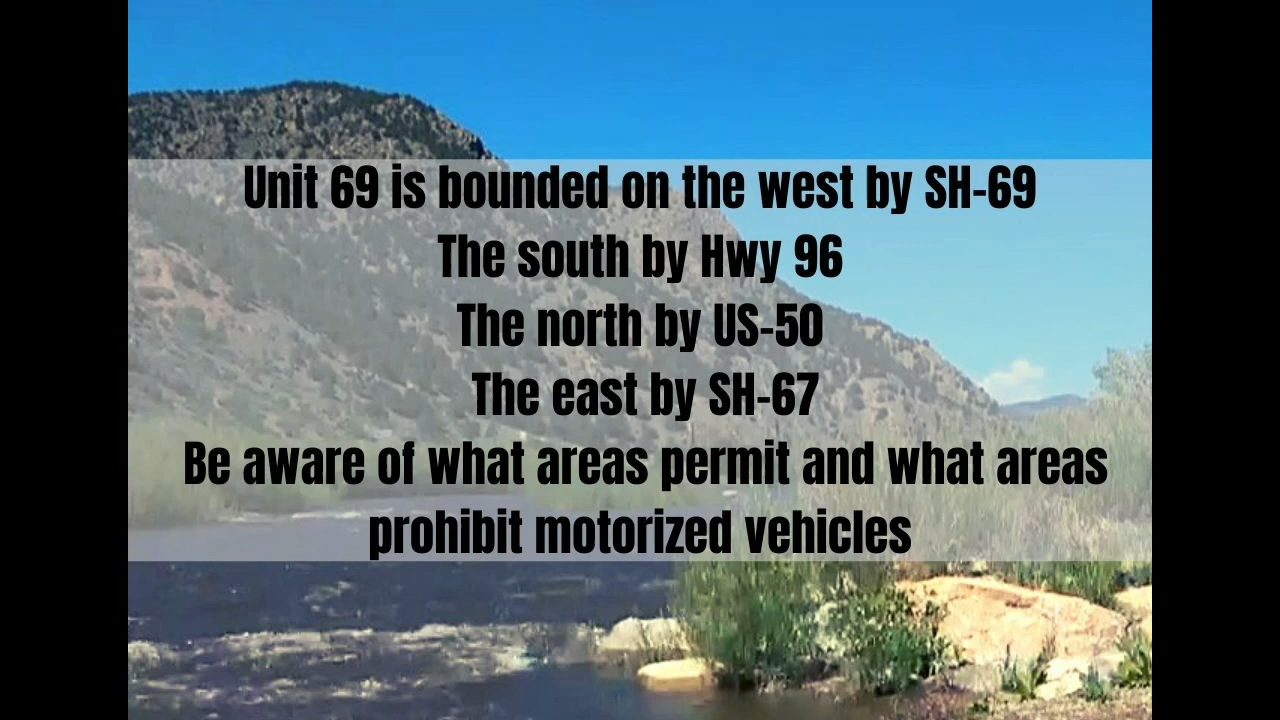 Unit 69 is bounded on the west by SH-69
The south by Hwy 96
The north by US-50
The east by SH-67
Be aware of what areas permit and what areas
prohibit motorized vehicles